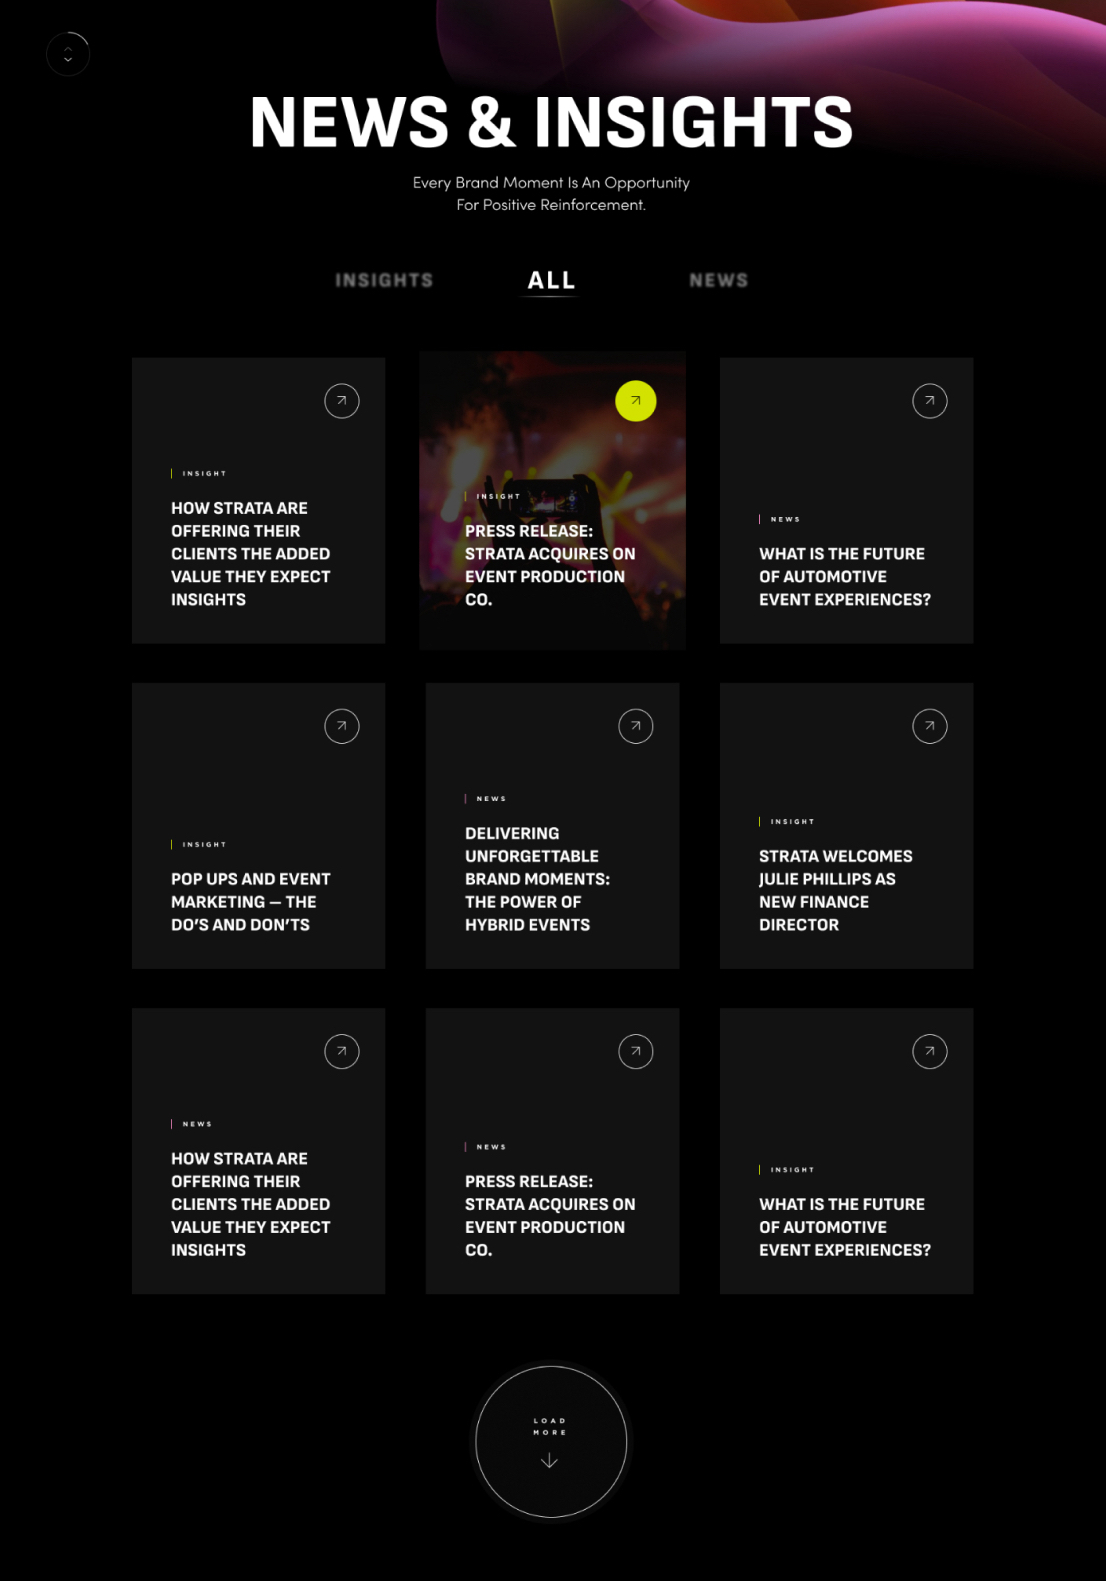 NEWS & INSIGHTS
Every Brand Moment Is An Opportunity
For Positive Reinforcement.
INSIGHTS
ALL
NEWS
INSIGHT
HOW STRATA ARE
OFFERING THEIR
CLIENTS THE ADDED
VALUE THEY EXPECT
INSIGHTS
INSIGHT
PRESS RELEASE:
STRATA ACQUIRES ON
EVENT PRODUCTION
CO.
NEWS
WHAT IS THE FUTURE
OF AUTOMOTIVE
EVENT EXPERIENCES?
INSIGHT
POP UPS AND EVENT
MARKETING – THE
DO’S AND DON’TS
NEWS
DELIVERING
UNFORGETTABLE
BRAND MOMENTS:
THE POWER OF
HYBRID EVENTS
INSIGHT
STRATA WELCOMES
JULIE PHILLIPS AS
NEW FINANCE
DIRECTOR
NEWS
HOW STRATA ARE
OFFERING THEIR
CLIENTS THE ADDED
VALUE THEY EXPECT
INSIGHTS
NEWS
PRESS RELEASE:
STRATA ACQUIRES ON
EVENT PRODUCTION
CO.
INSIGHT
WHAT IS THE FUTURE
OF AUTOMOTIVE
EVENT EXPERIENCES?
LOAD
MORE